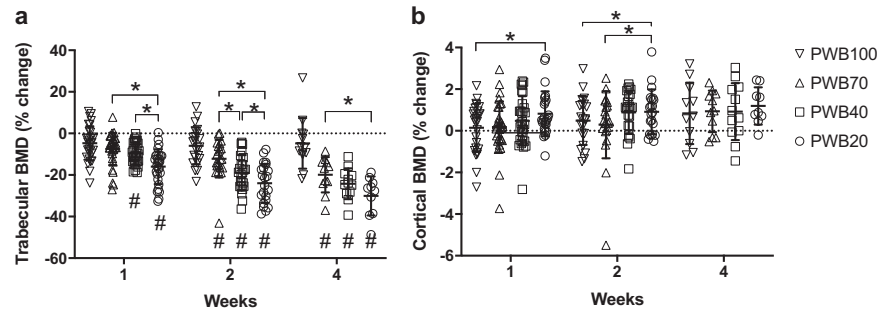 a
Trabecular BMD (% change)
40
20
0
-20
-40
-60
* * * * * *
# # # # # # # #
1 2 4
Weeks
b
Cortical BMD (% change)
4
2
0
-2
-4
-6
* * *
1 2 4
Weeks
PWB100
PWB70
PWB40
PWB20